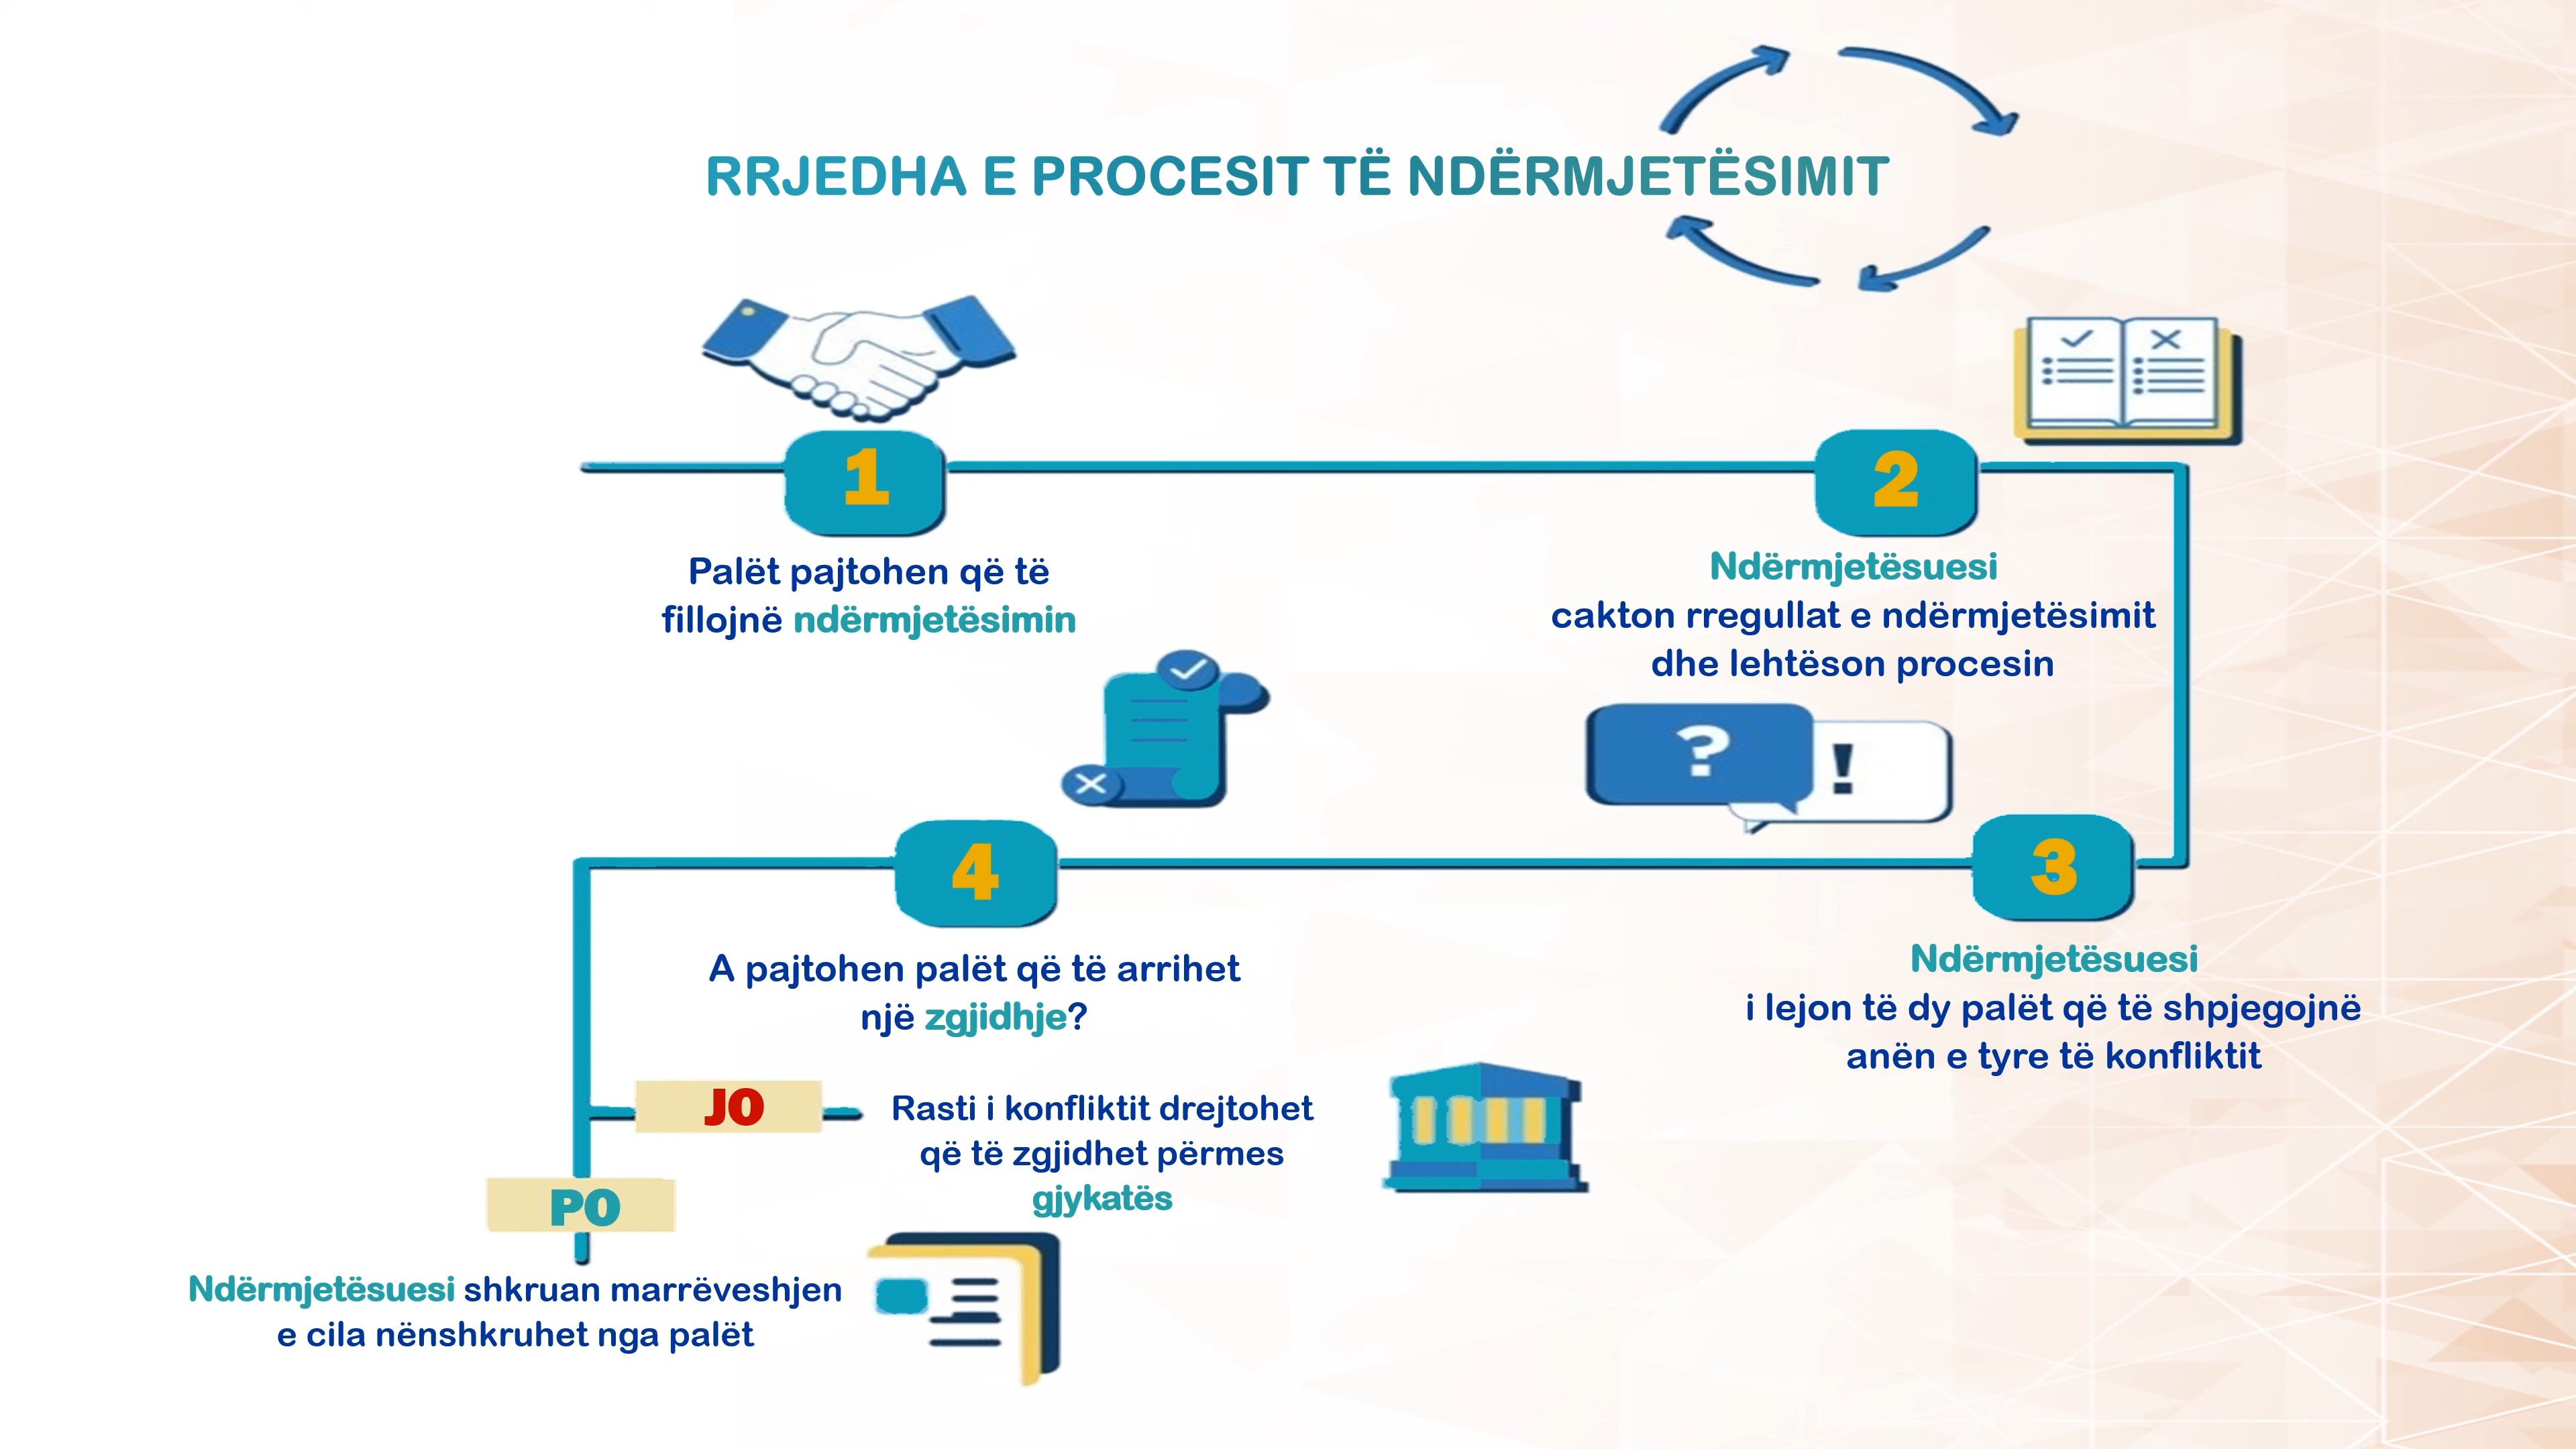 RRJEDHA E PROCESIT TË NDËRMJETËSIMIT
1
Palët pajtohen që të
fillojnë ndërmjetësimin
2
Ndërmjetësuesi
cakton rregullat e ndërmjetësimit
dhe lehtëson procesin
? !
3
Ndërmjetësuesi
i lejon të dy palët që të shpjegojnë
anën e tyre të konfliktit
4
A pajtohen palët që të arrihet
një zgjidhje?
JO
Rasti i konfliktit drejtohet
që të zgjidhet përmes
gjykatës
PO
Ndërmjetësuesi shkruan marrëveshjen
e cila nënshkruhet nga palët